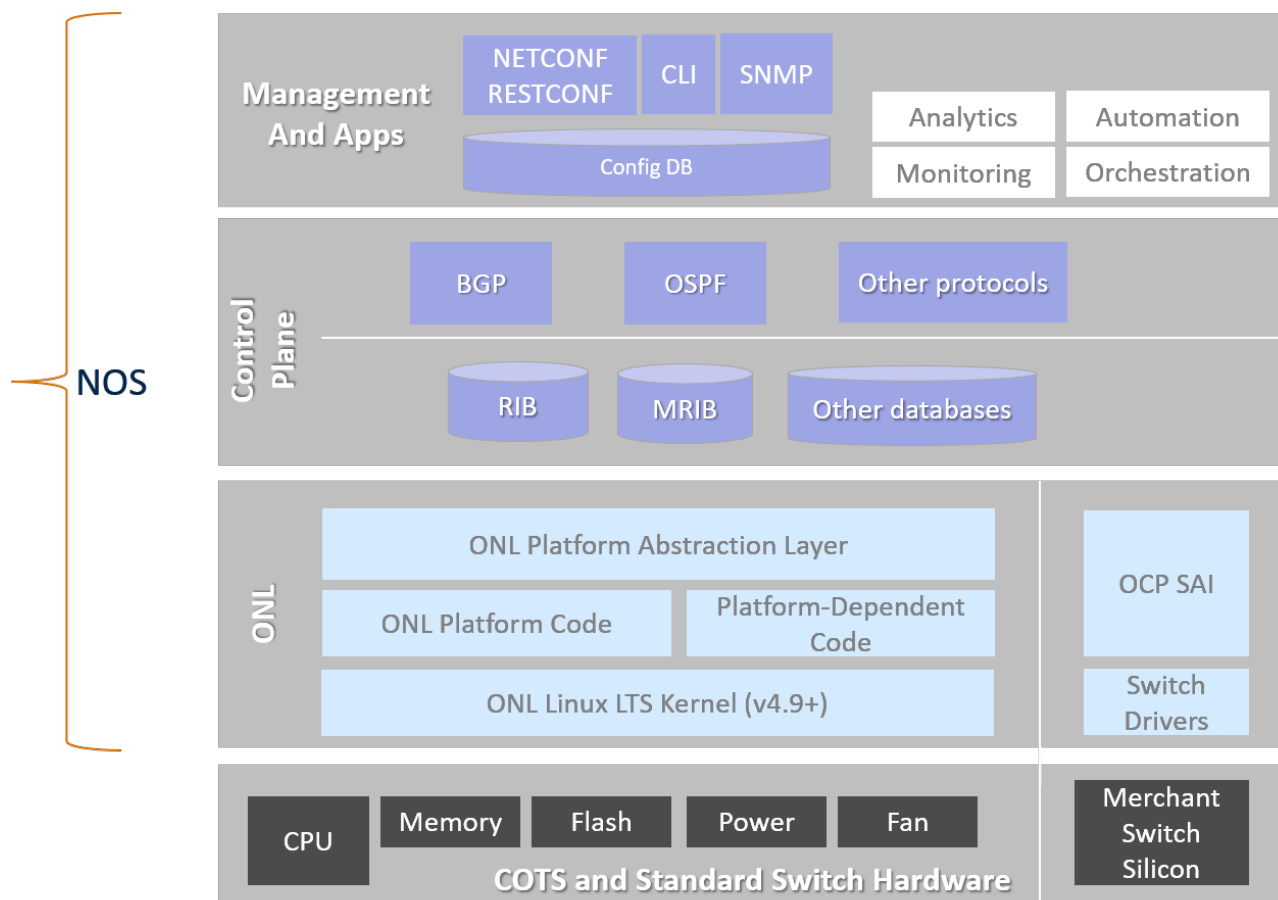 NOS
Management
And Apps
NETCONF
RESTCONF
CLI
SNMP
Config DB
Analytics
Automation
Monitoring
Orchestration
Control
Plane
BGP
OSPF
Other protocols
RIB
MRIB
Other databases
ONL
ONL Platform Abstraction Layer
ONL Platform Code
Platform-Dependent
Code
ONL Linux LTS Kernel (v4.9+)
OCP SAI
Switch
Drivers
CPU
Memory
Flash
Power
Fan
COTS and Standard Switch Hardware
Merchant
Switch
Silicon